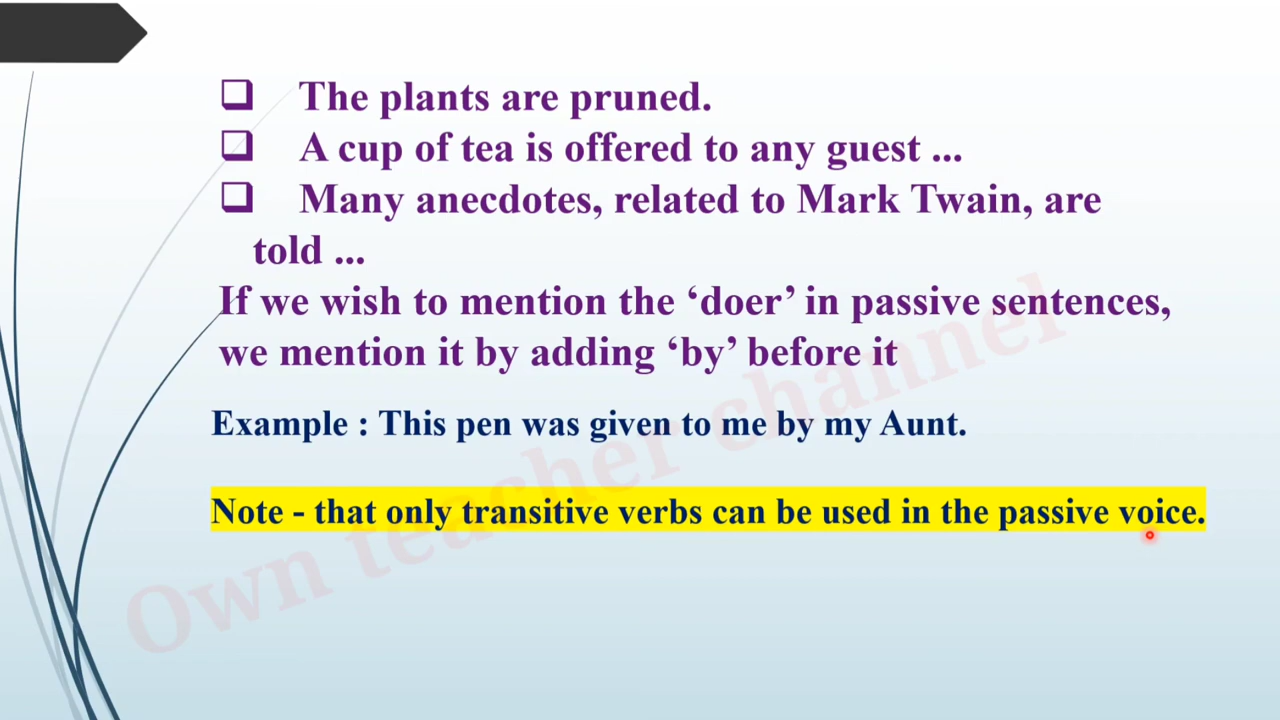 ❑ The plants are pruned.
❑ A cup of tea is offered to any guest ...
❑ Many anecdotes, related to Mark Twain, are
told ...
If we wish to mention the ‘doer’ in passive sentences,
we mention it by adding ‘by’ before it
Example : This pen was given to me by my Aunt.
Note - that only transitive verbs can be used in the passive voice.
Own teacher channel